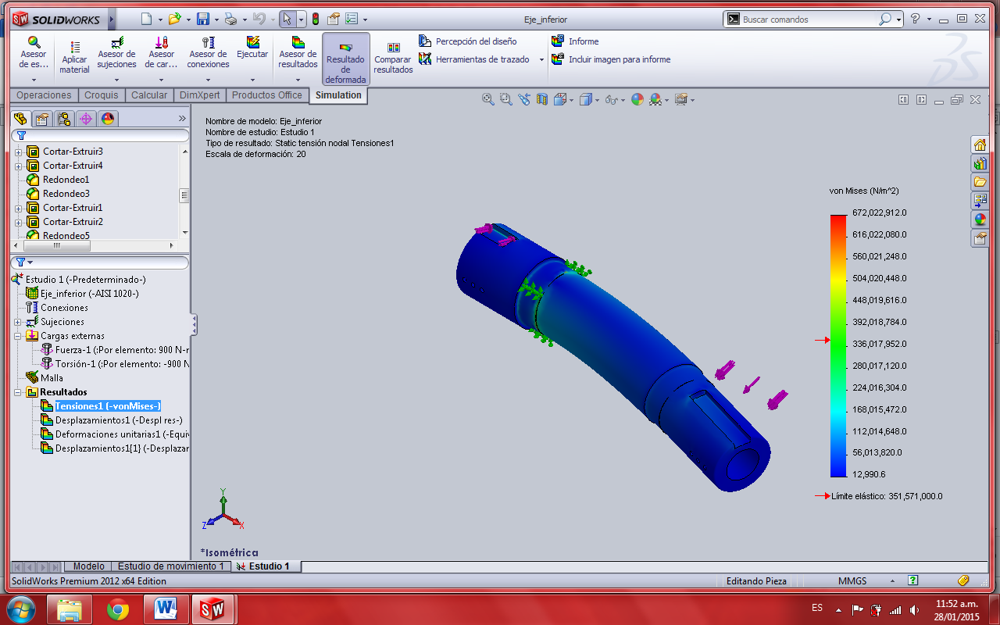 SOLIDWORKS
Eje_inferior
Buscar comandos
Asesor de es...
Aplicar material
Asesor de sujeciones
Asesor de car...
Asesor de conexiones
Ejecutar
Asesor de resultados
Resultado de deformada
Comparar resultados
Percepción del diseño
Herramientas de trazado
Informe
Incluir imagen para informe
Operaciones
Croquis
Calcular
DimXpert
Productos Office
Simulation
Cortar-Extruir3
Cortar-Extruir4
Redondeo1
Redondeo3
Cortar-Extruir1
Cortar-Extruir2
Redondeo5
Estudio 1 (-Predeterminado-)
Eje_inferior (-AISI 1020-)
Conexiones
Sujeciones
Cargas externas
Fuerza-1 (:Por elemento: 900 N-r
Torsión-1 (:Por elemento: -900 N
Malla
Resultados
Tensiones1 (-vonMises-)
Desplazamientos1 (-Despl res-)
Deformaciones unitarias1 (-Equiv
Desplazamientos1[1} (-Desplazar
Nombre de modelo: Eje_inferior
Nombre de estudio: Estudio 1
Tipo de resultado: Static tensión nodal Tensiones1
Escala de deformación: 20
von Mises (N/m^2)
672,022,912.0
616,022,080.0
560,021,248.0
504,020,448.0
448,019,616.0
392,018,784.0
336,017,952.0
280,017,120.0
224,016,304.0
168,015,472.0
112,014,648.0
56,013,820.0
12,990.6
Límite elástico: 351,571,000.0
Y
Z
X
*Isométrica
Modelo
Estudio de movimiento 1
Estudio 1
SolidWorks Premium 2012 x64 Edition
Editando Pieza
MMGS
ES
11:52 a.m.
28/01/2015